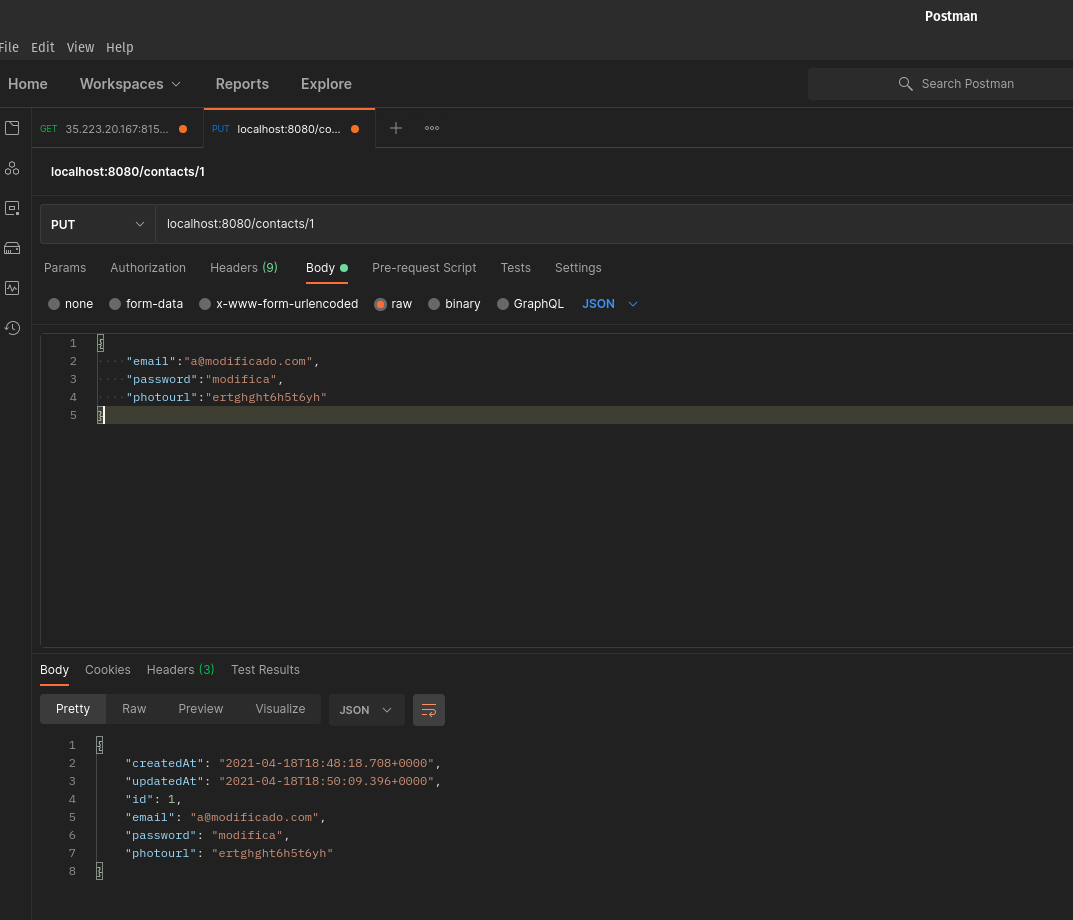 Postman
File Edit View Help
Home Workspaces Reports Explore Search Postman
GET 35.223.20.167:815... PUT localhost:8080/co...
localhost:8080/contacts/1
PUT localhost:8080/contacts/1
Params Authorization Headers (9) Body Pre-request Script Tests Settings
none form-data x-www-form-urlencoded raw binary GraphQL JSON
1 {
2 "email":"a@modificado.com",
3 "password":"modifica",
4 "photourl":"ertghght6h5t6yh"
5 }
Body Cookies Headers (3) Test Results
Pretty Raw Preview Visualize JSON
1 {
2 "createdAt": "2021-04-18T18:48:18.708+0000",
3 "updatedAt": "2021-04-18T18:50:09.396+0000",
4 "id": 1,
5 "email": "a@modificado.com",
6 "password": "modifica",
7 "photourl": "ertghght6h5t6yh"
8 }